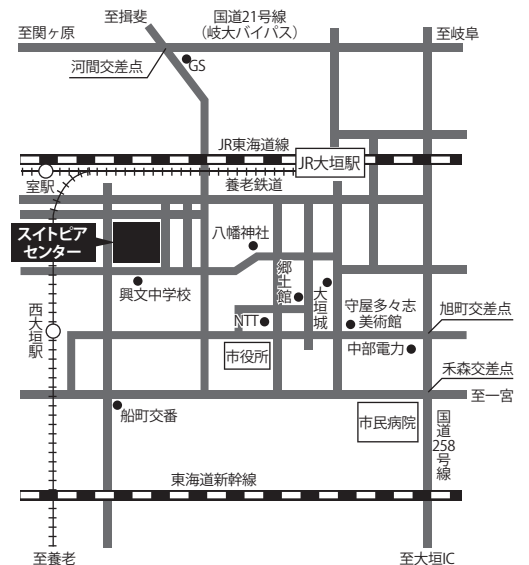 至揖斐
国道21号線
(岐大バイパス)
至関ヶ原
至岐阜
河間交差点
GS
JR東海道線
JR大垣駅
室駅
養老鉄道
スイトピア
センター
八幡神社
郷土館
大垣城
興文中学校
守屋多々志
美術館
旭町交差点
NTT
西大垣駅
市役所
中部電力
禾森交差点
至一宮
船町交番
市民病院
国道258号線
東海道新幹線
至養老
至大垣IC